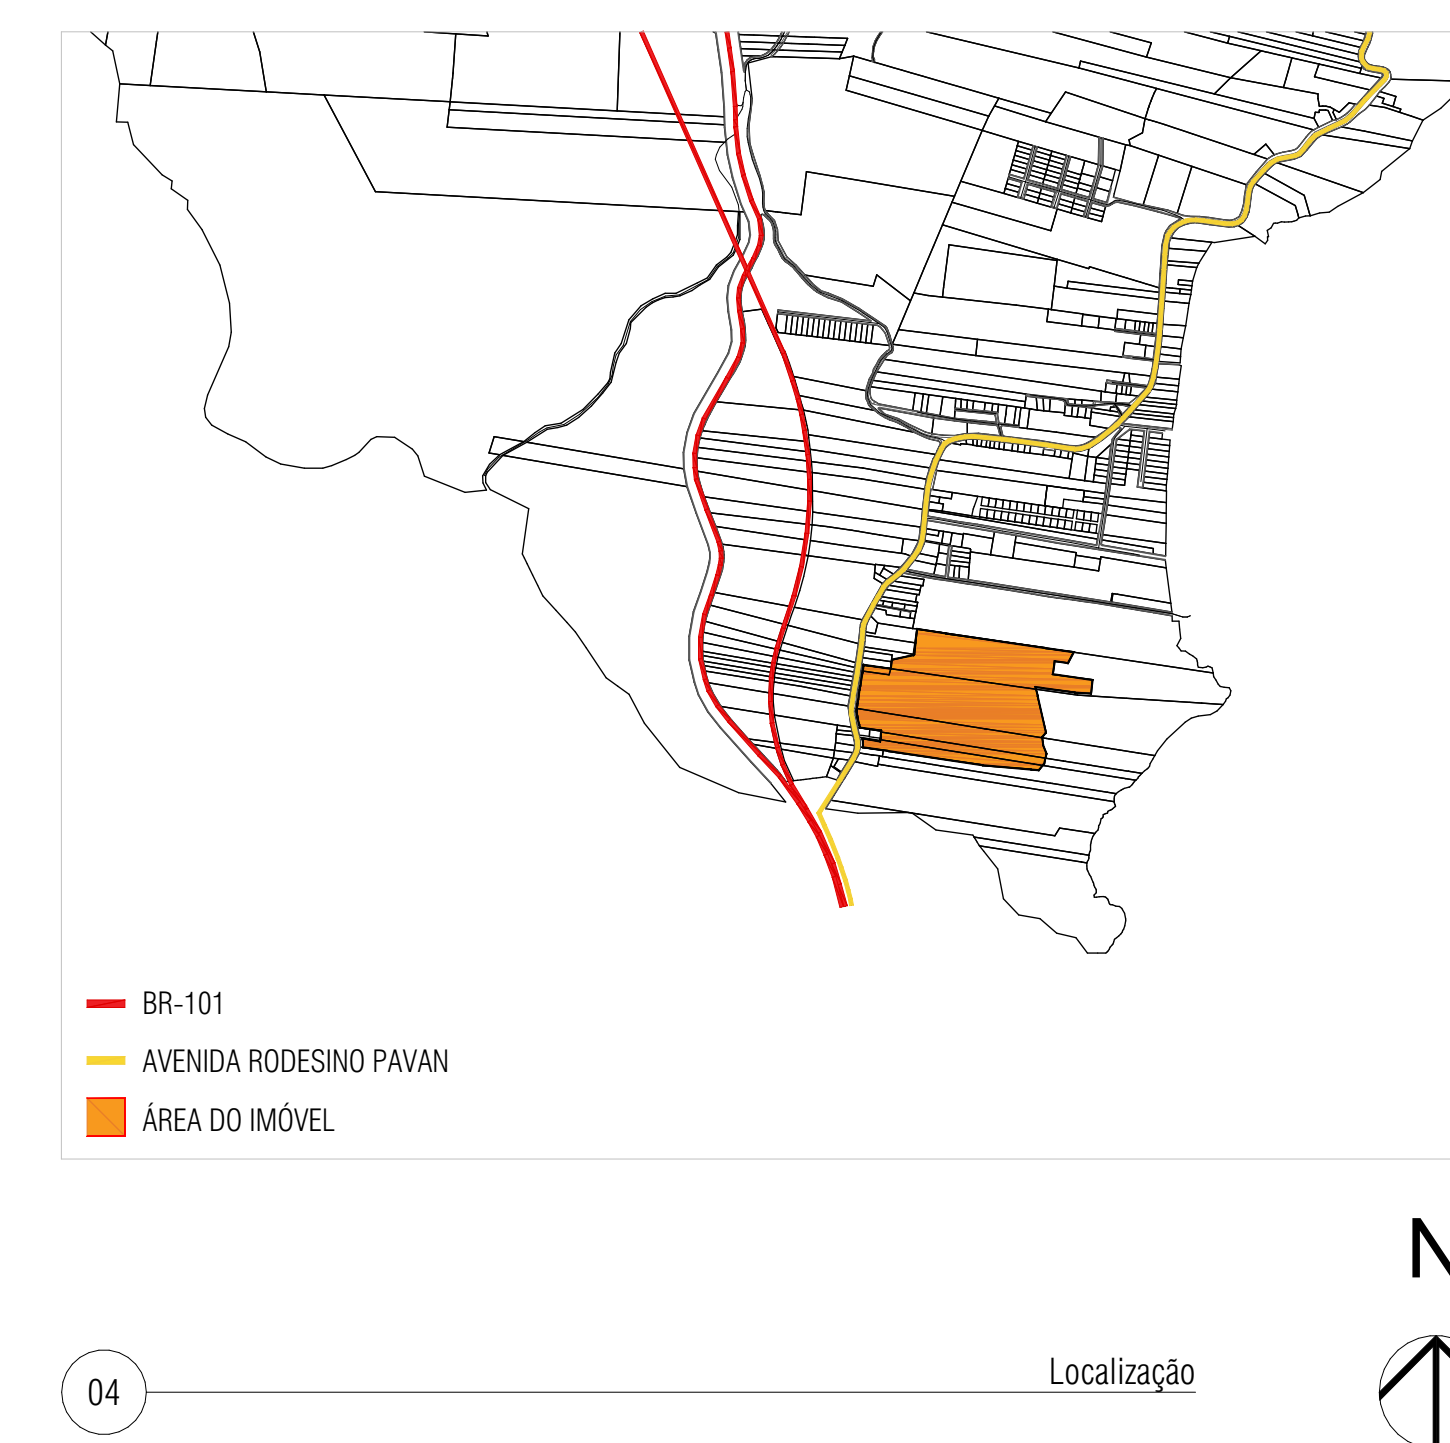 BR-101
AVENIDA RODESINO PAVAN
ÁREA DO IMÓVEL
N
Localização
04